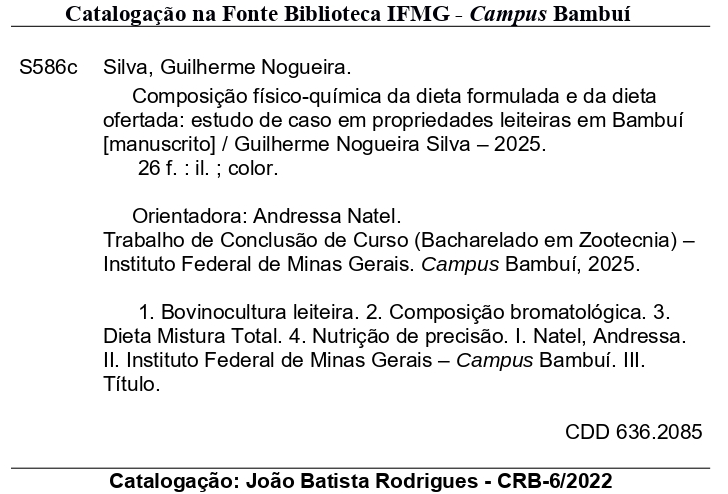 Catalogação na Fonte Biblioteca IFMG - Campus Bambuí
S586c Silva, Guilherme Nogueira.
Composição físico-química da dieta formulada e da dieta
ofertada: estudo de caso em propriedades leiteiras em Bambuí
[manuscrito] / Guilherme Nogueira Silva – 2025.
26 f. : il. ; color.
Orientadora: Andressa Natel.
Trabalho de Conclusão de Curso (Bacharelado em Zootecnia) –
Instituto Federal de Minas Gerais. Campus Bambuí, 2025.
1. Bovinocultura leiteira. 2. Composição bromatológica. 3.
Dieta Mistura Total. 4. Nutrição de precisão. I. Natel, Andressa.
II. Instituto Federal de Minas Gerais – Campus Bambuí. III.
Título.
CDD 636.2085
Catalogação: João Batista Rodrigues - CRB-6/2022